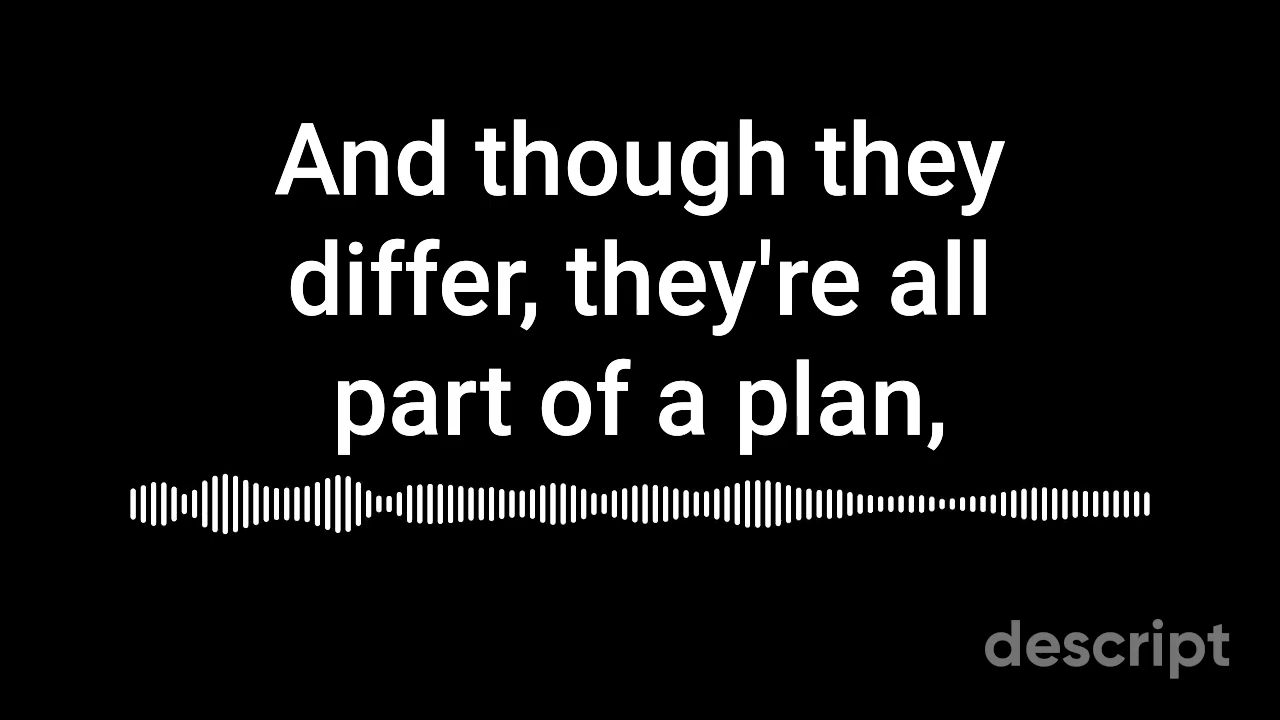 And though they
differ, they're all
part of a plan,
descript